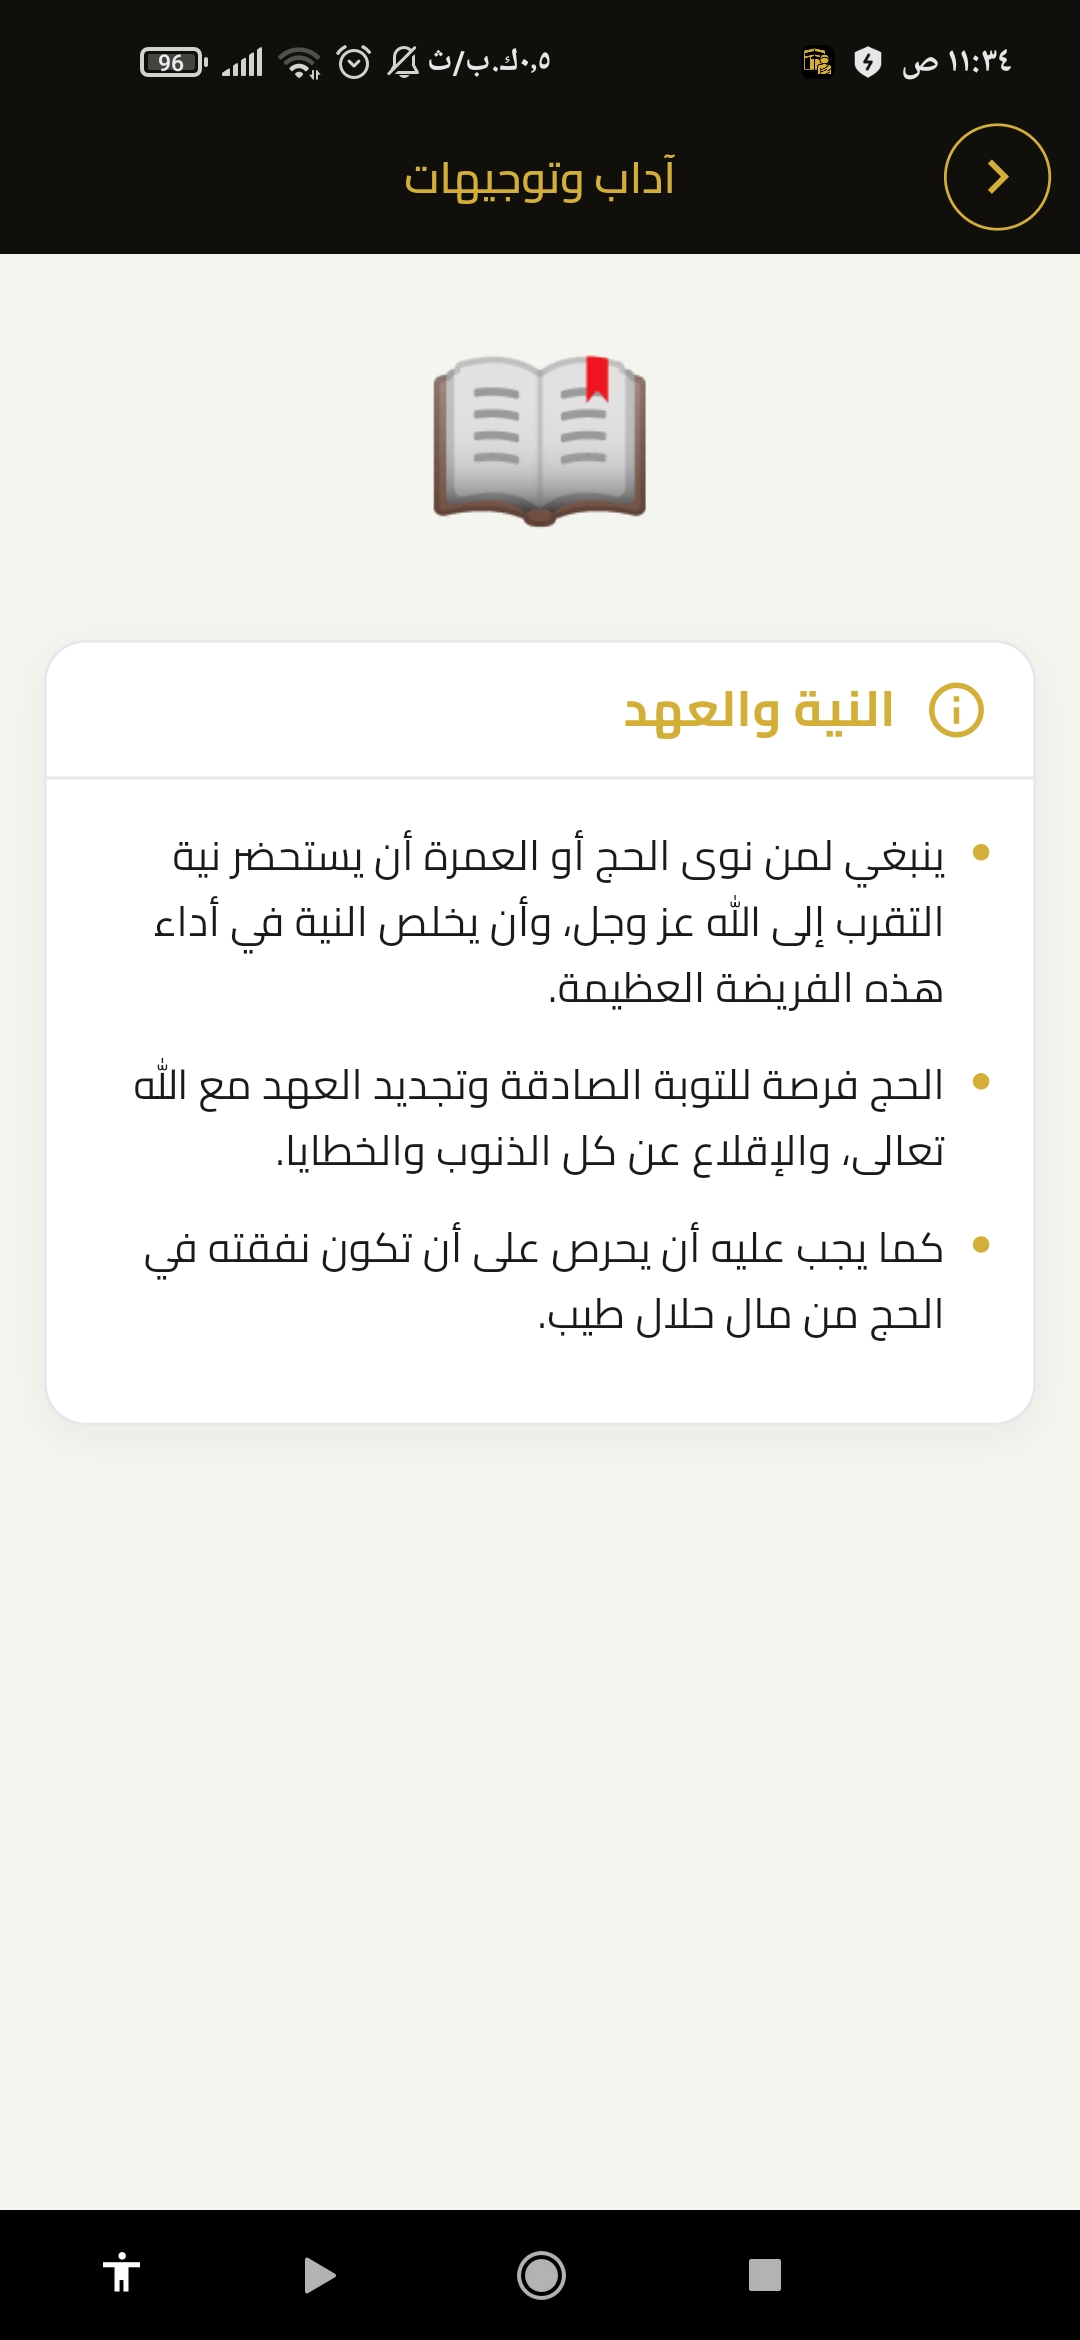 ١١:٣٤ ص
٠,٥ك.ب/ث
96
آداب وتوجيهات
النية والعهد
ينبغي لمن نوى الحج أو العمرة أن يستحضر نية
التقرب إلى الله عز وجل، وأن يخلص النية في أداء
هذه الفريضة العظيمة.
الحج فرصة للتوبة الصادقة وتجديد العهد مع الله
تعالى، والإقلاع عن كل الذنوب والخطايا.
كما يجب عليه أن يحرص على أن تكون نفقته في
الحج من مال حلال طيب.